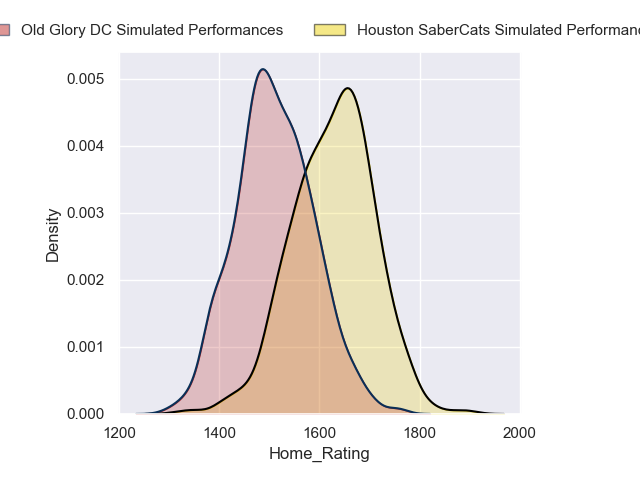 Old Glory DC Simulated Performances
Houston SaberCats Simulated
0.005
0.004
0.003
0.002
0.001
0.000
Density
1200 1400 1600 1800 2000
Home_Rating